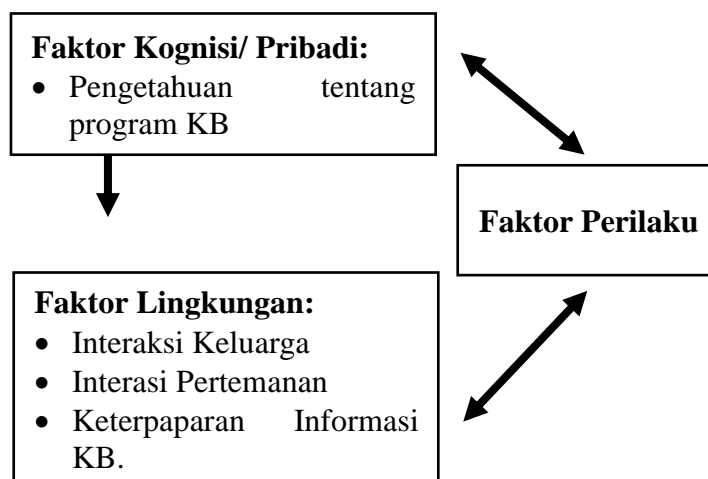 Faktor Kognisi/ Pribadi:
• Pengetahuan tentang
program KB
Faktor Perilaku
Faktor Lingkungan:
• Interaksi Keluarga
• Interasi Pertemanan
• Keterpaparan Informasi
KB.